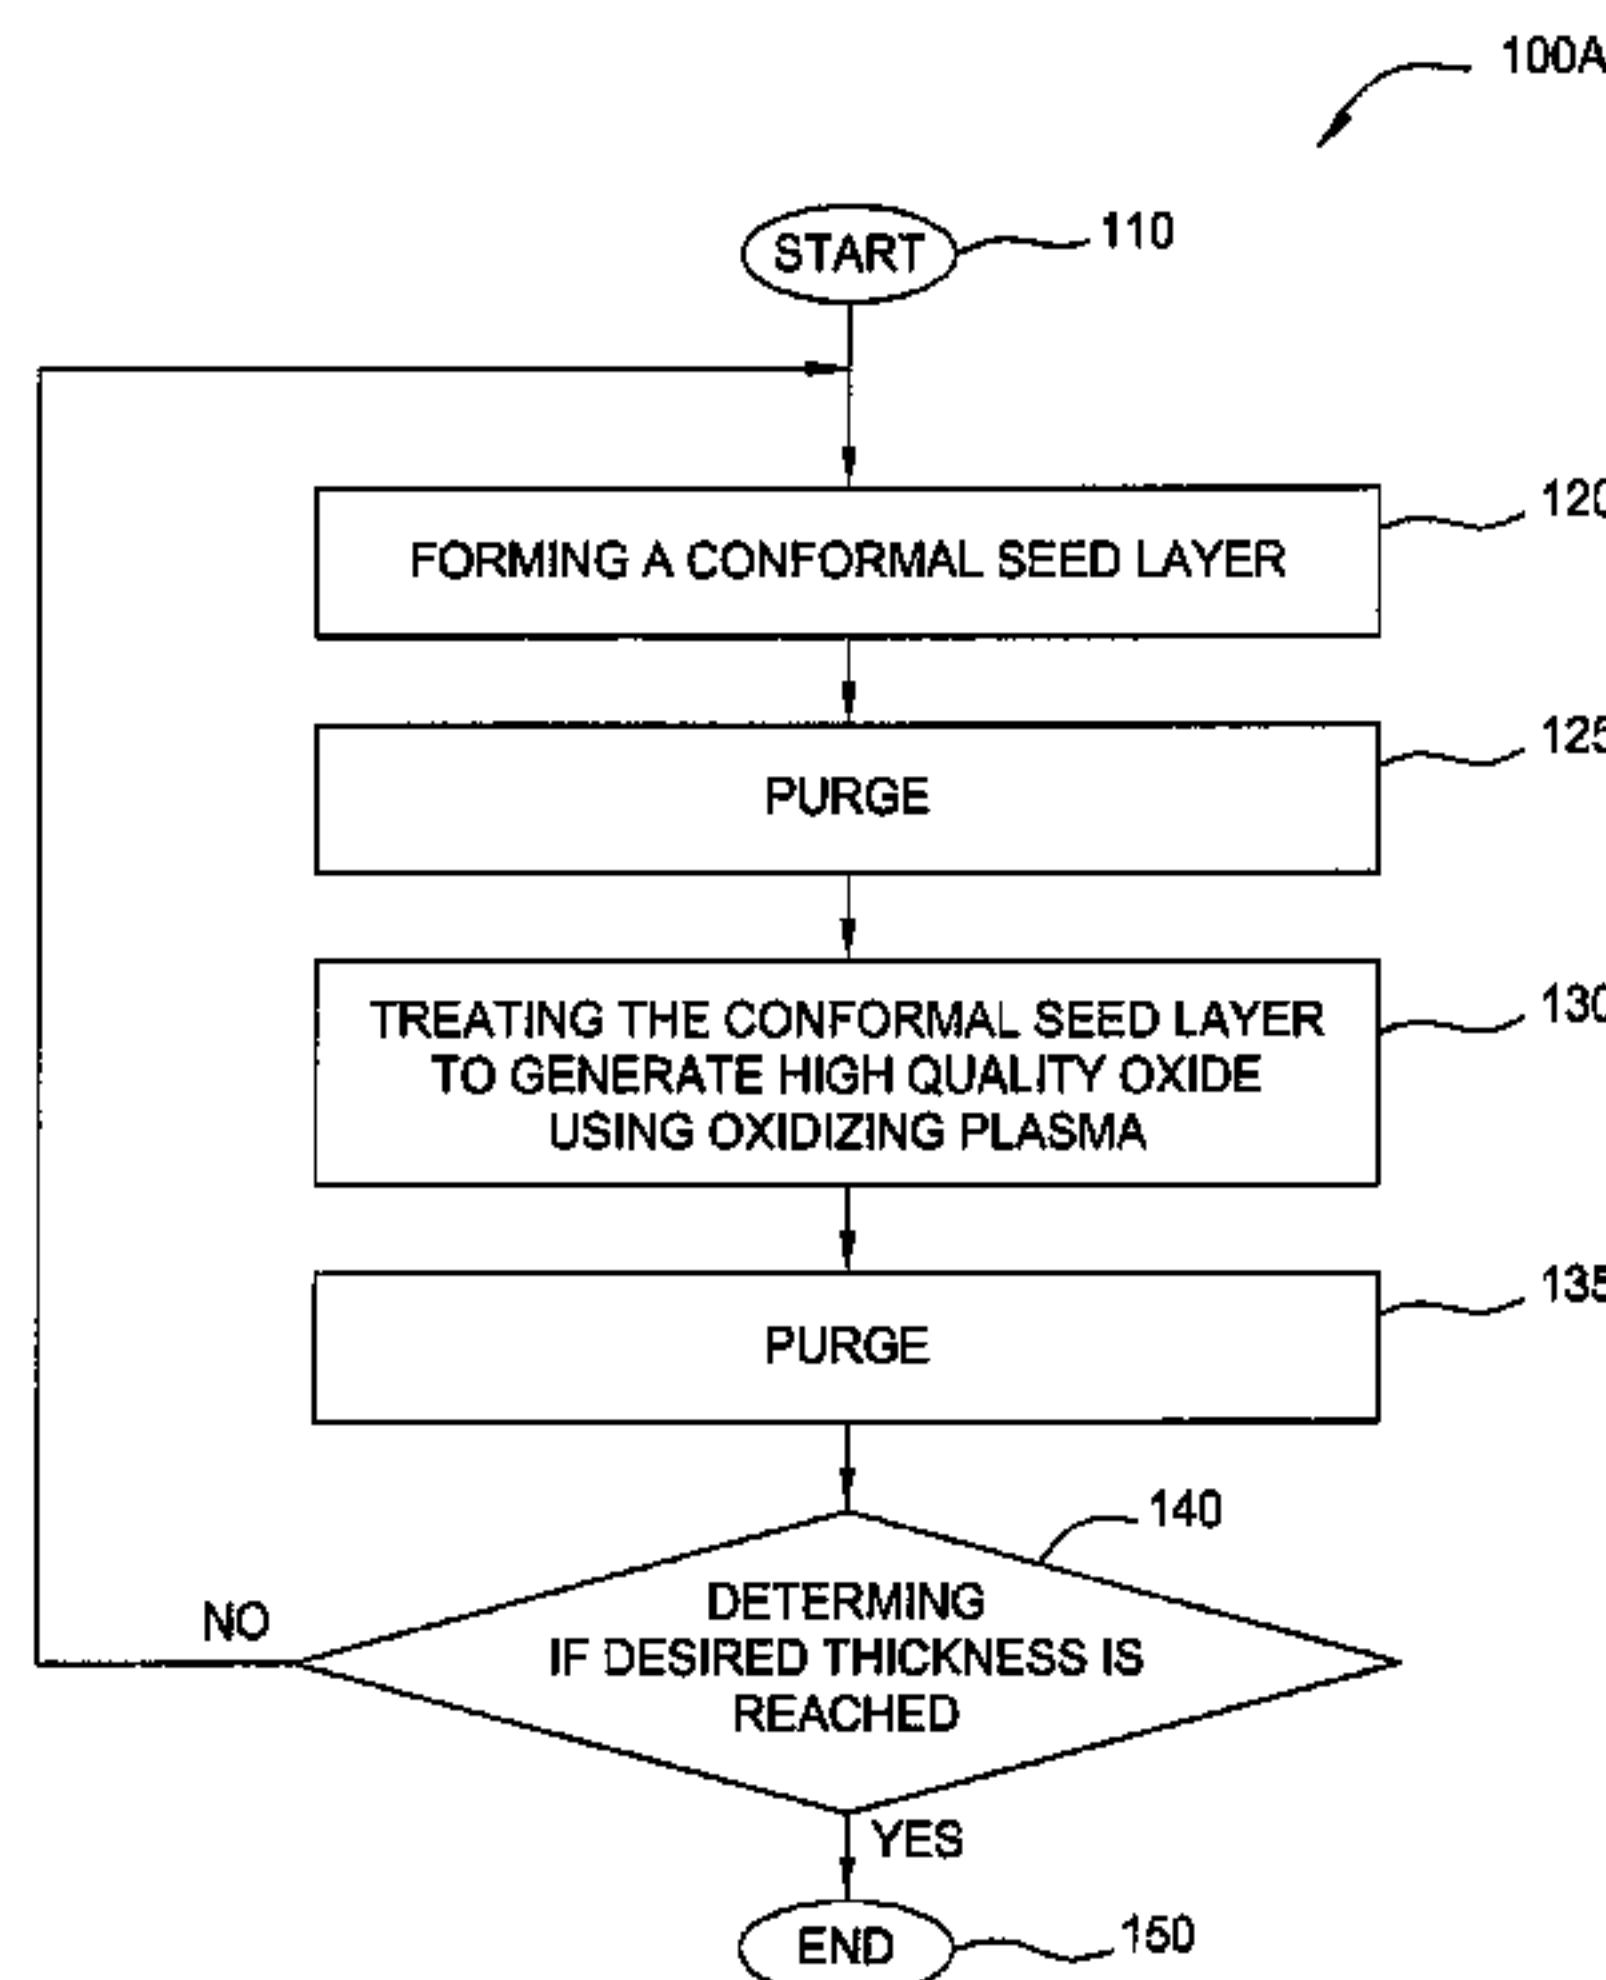 100A
START
110
FORMING A CONFORMAL SEED LAYER
120
PURGE
125
TREATING THE CONFORMAL SEED LAYER
TO GENERATE HIGH QUALITY OXIDE
USING OXIDIZING PLASMA
130
PURGE
135
140
DETERMING
IF DESIRED THICKNESS IS
REACHED
NO
YES
END
150